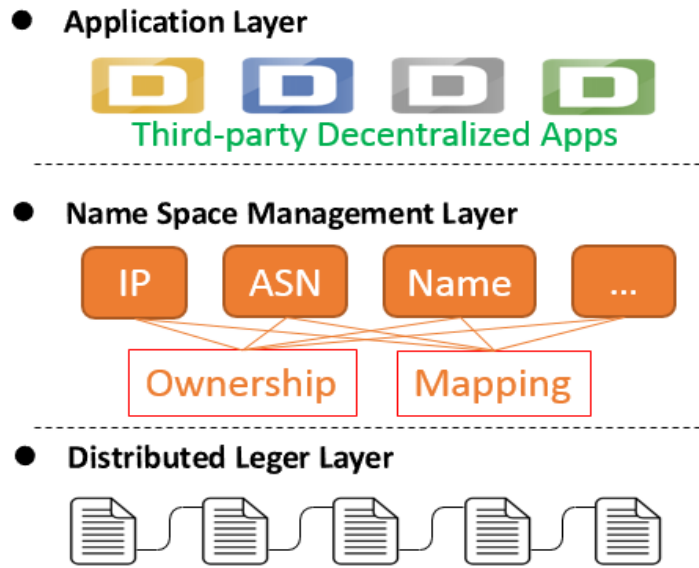 ● Application Layer
D D D D
Third-party Decentralized Apps
● Name Space Management Layer
IP ASN Name ...
Ownership Mapping
● Distributed Leger Layer